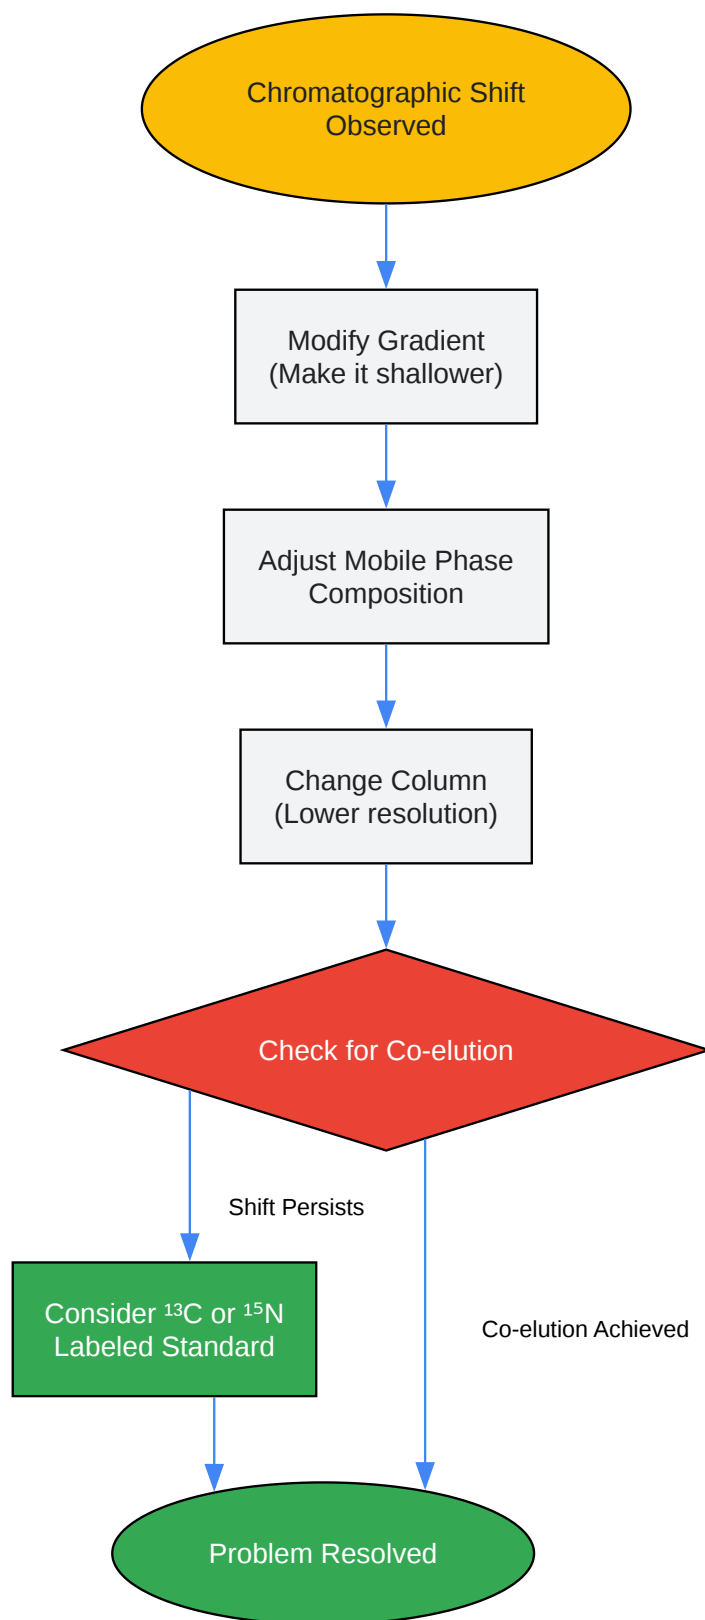 Chromatographic Shift
Observed
Modify Gradient
(Make it shallower)
Adjust Mobile Phase
Composition
Change Column
(Lower resolution)
Check for Co-elution
Shift Persists
Consider ¹³C or ¹⁵N
Labeled Standard
Co-elution Achieved
Problem Resolved